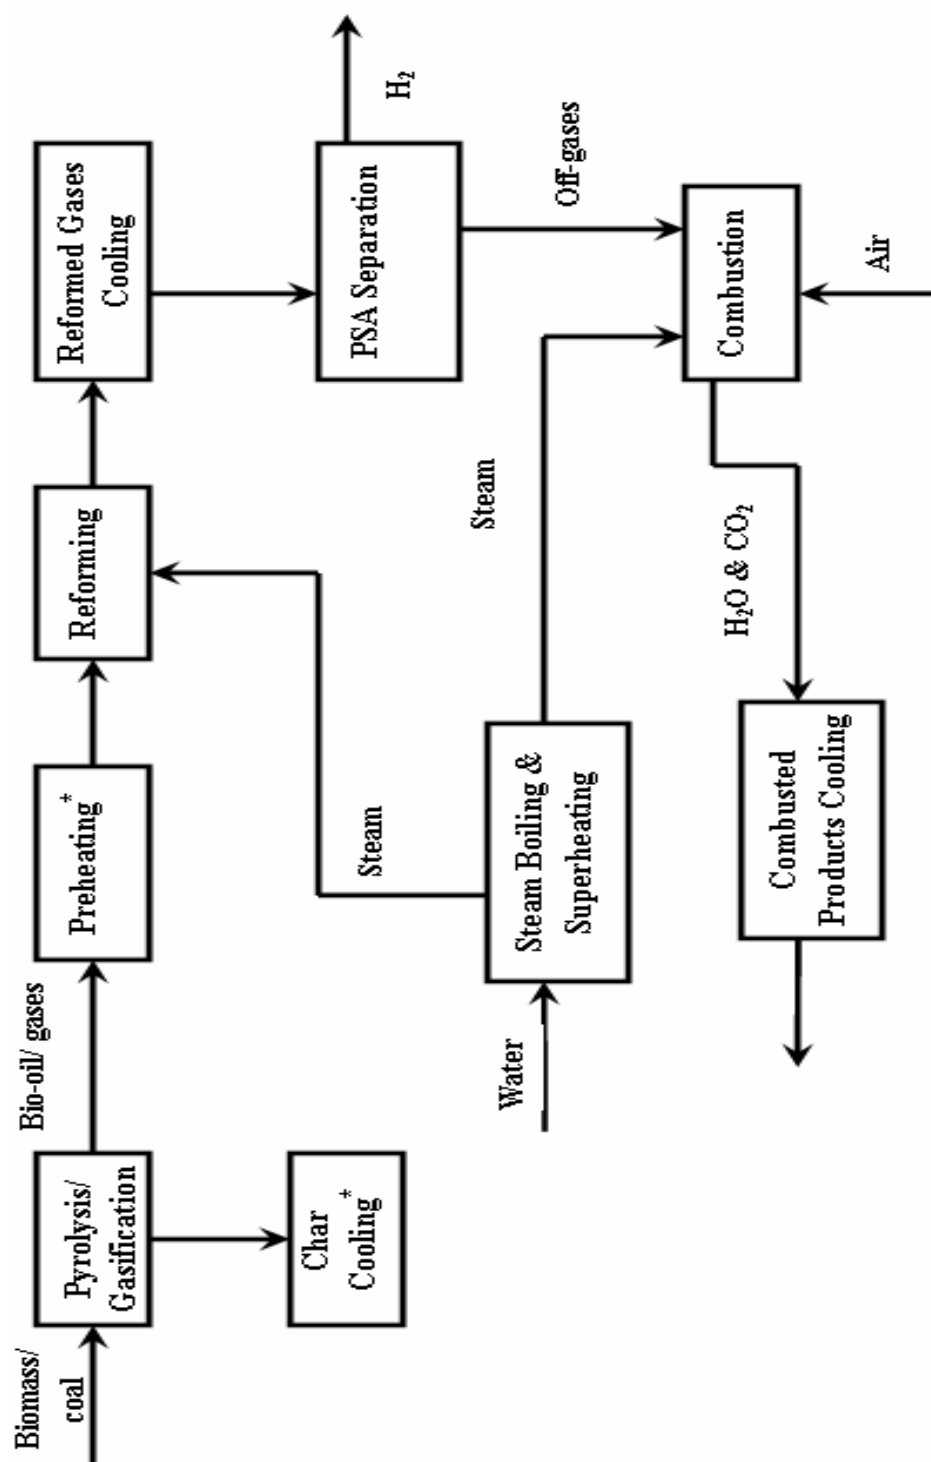 Biomass/
coal
Pyrolysis/
Gasification
Bio-oil/ gases
Preheating*
Reforming
Reformed Gases
Cooling
Char
Cooling*
Steam
PSA Separation
H₂
Water
Steam Boiling &
Superheating
Steam
Off-gases
Combusted
Products Cooling
H₂O & CO₂
Combustion
Air